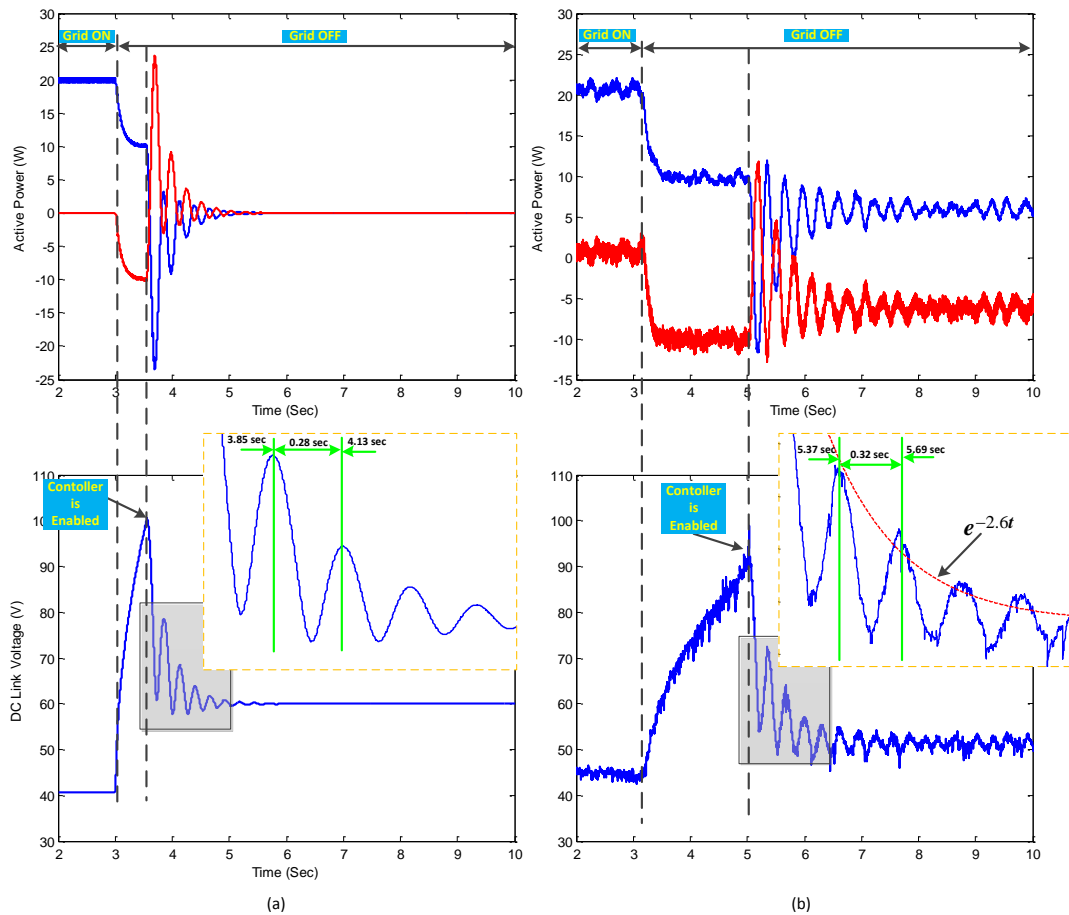 30
25
20
15
10
5
0
-5
-10
-15
-20
-25
Active Power (W)
Grid ON
Grid OFF
2 3 4 5 6 7 8 9 10
Time (Sec)
30
25
20
15
10
5
0
-5
-10
-15
Active Power (W)
Grid ON
Grid OFF
2 3 4 5 6 7 8 9 10
Time (Sec)
110
100
90
80
70
60
50
40
30
DC Link Voltage (V)
Contoller
is
Enabled
3.85 sec
0.28 sec
4.13 sec
2 3 4 5 6 7 8 9 10
Time (Sec)
(a)
110
100
90
80
70
60
50
40
30
Contoller
is
Enabled
5.37 sec
0.32 sec
5.69 sec
e^−2.6t
2 3 4 5 6 7 8 9 10
Time (Sec)
(b)